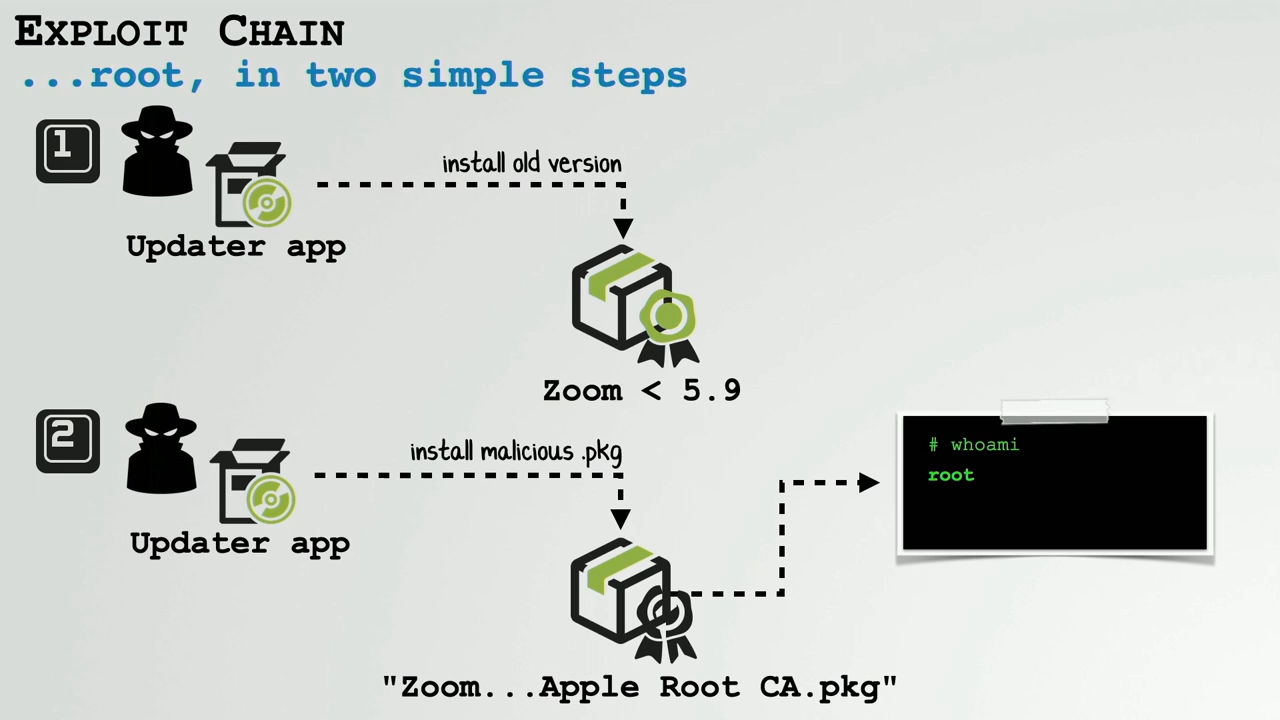 Exploit Chain
...root, in two simple steps
1
install old version
Updater app
Zoom < 5.9
2
install malicious .pkg
# whoami
root
Updater app
"Zoom...Apple Root CA.pkg"